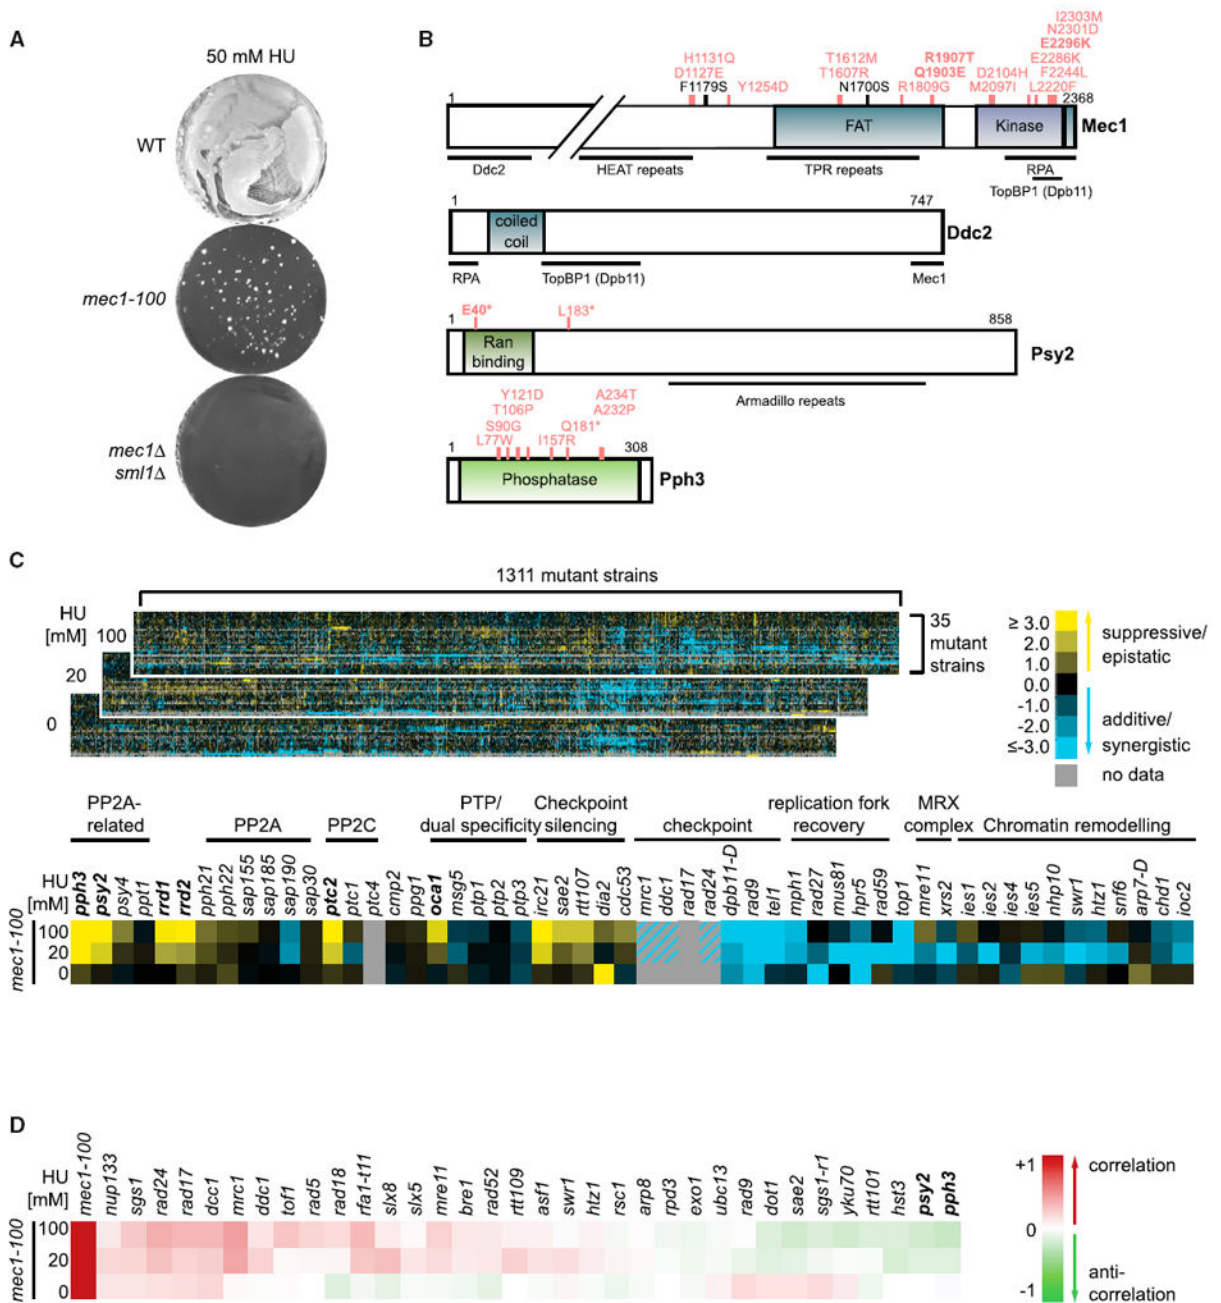 A
50 mM HU
WT
mec1-100
mec1Δ
sml1Δ
B
I2303M
N2301D
E2296K
H1131Q
T1612M
R1907T
E2286K
D1127E
T1607R
Q1903E
D2104H
F2244L
F1179S
Y1254D
N1700S
R1809G
M2097I
L2220F
1
2368
FAT
Kinase
Mec1
Ddc2
HEAT repeats
TPR repeats
RPA
TopBP1 (Dpb11)
1
747
coiled
coil
Ddc2
RPA
TopBP1 (Dpb11)
Mec1
1
E40*
L183*
858
Ran
binding
Psy2
Armadillo repeats
Y121D
A234T
T106P
A232P
S90G
Q181*
L77W
I157R
1
308
Phosphatase
Pph3
C
1311 mutant strains
HU
[mM]
100
20
0
35
mutant
strains
≥ 3.0
2.0
1.0
0.0
-1.0
-2.0
≤-3.0
suppressive/
epistatic
additive/
synergistic
no data
PP2A-
related
PP2A
PP2C
PTP/
dual specificity
Checkpoint
silencing
checkpoint
replication fork
recovery
MRX
complex
Chromatin remodelling
HU
[mM]
pph3
psy2
psy4
ppt1
rrd1
rrd2
pph21
pph22
sap155
sap185
sap190
sap30
ptc2
ptc1
ptc4
cmp2
ppg1
oca1
msg5
ptp1
ptp2
ptp3
irc21
sae2
rtt107
dia2
cdc53
mrc1
ddc1
rad17
rad24
dpb11-D
rad9
tel1
mph1
rad27
mus81
hpr5
rad59
top1
mre11
xrs2
ies1
ies2
ies4
ies5
nhp10
swr1
htz1
snf6
arp7-D
chd1
ioc2
mec1-100
100
20
0
D
HU
[mM]
mec1-100
nup133
sgs1
rad24
rad17
dcc1
mrc1
ddc1
tof1
rad5
rad18
rfa1-t11
slx8
slx5
mre11
bre1
rad52
rtt109
asf1
swr1
htz1
rsc1
arp8
rpd3
exo1
ubc13
rad9
dot1
sae2
sgs1-r1
yku70
rtt101
hst3
psy2
pph3
mec1-100
100
20
0
+1
0
-1
correlation
anti-
correlation